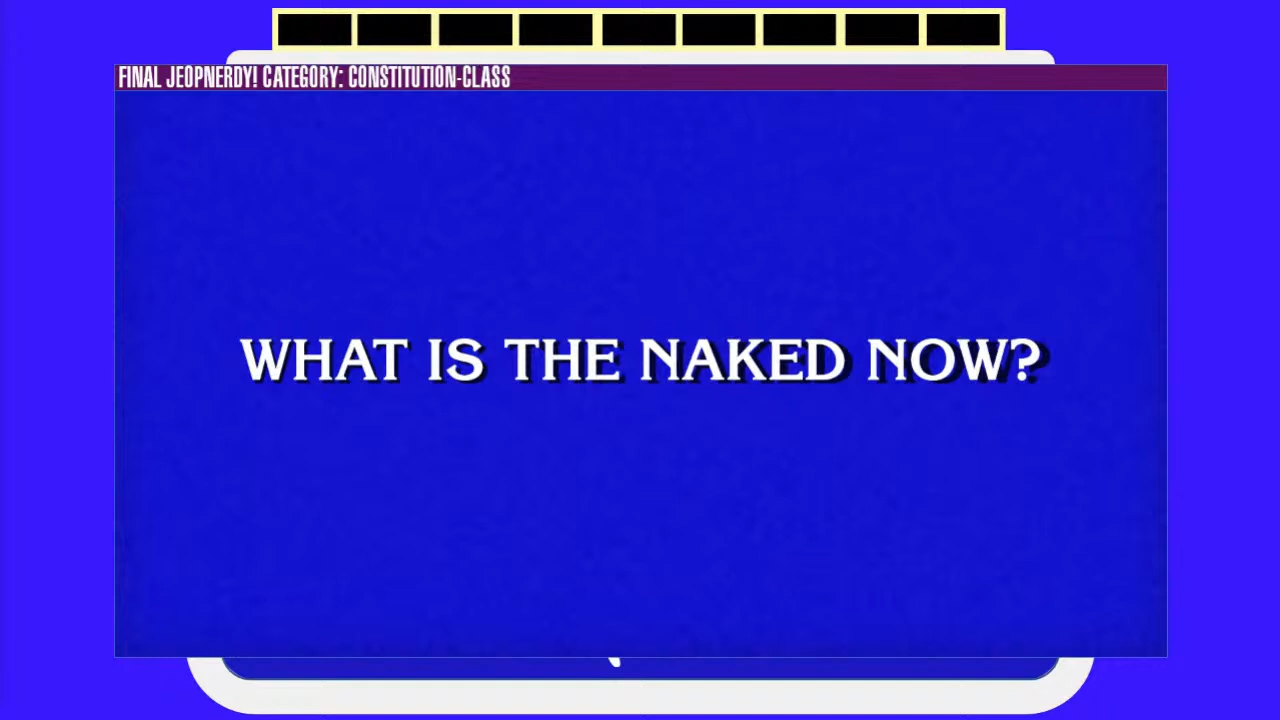 FINAL JEOPNERDY! CATEGORY: CONSTITUTION-CLASS
WHAT IS THE NAKED NOW?